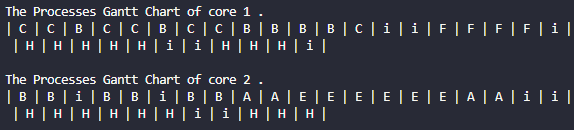 The Processes Gantt Chart of core 1 .
| C | C | B | C | C | B | C | C | B | B | B | B | C | i | i | F | F | F | F | i |
| H | H | H | H | H | i | i | H | H | H | i |
The Processes Gantt Chart of core 2 .
| B | B | i | B | B | i | B | B | A | A | E | E | E | E | E | E | A | A | i | i |
| H | H | H | H | H | H | i | i | H | H | H |